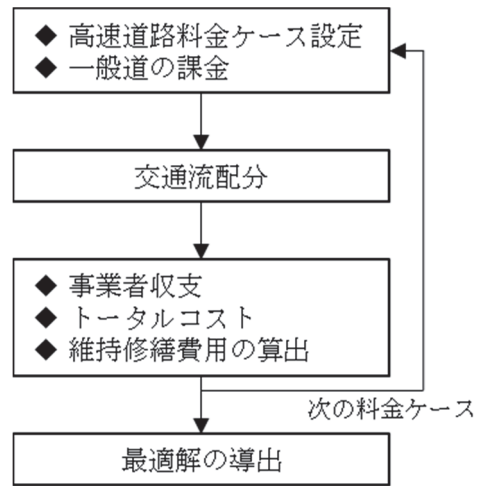 ◆ 高速道路料金ケース設定
◆ 一般道の課金
交通流配分
◆ 事業者収支
◆ トータルコスト
◆ 維持修繕費用の算出
次の料金ケース
最適解の導出